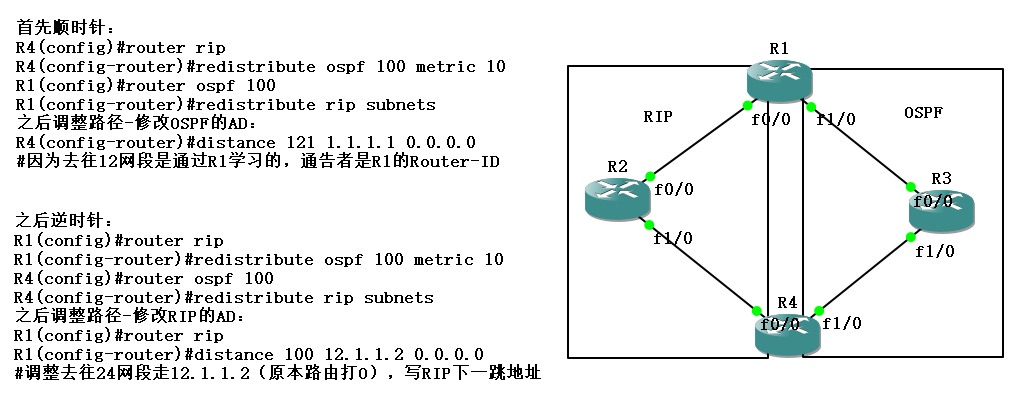 首先顺时针：
R4(config)#router rip
R4(config-router)#redistribute ospf 100 metric 10
R1(config)#router ospf 100
R1(config-router)#redistribute rip subnets
之后调整路径-修改OSPF的AD：
R4(config-router)#distance 121 1.1.1.1 0.0.0.0
#因为去往12网段是通过R1学习的，通告者是R1的Router-ID
之后逆时针：
R1(config)#router rip
R1(config-router)#redistribute ospf 100 metric 10
R4(config)#router ospf 100
R4(config-router)#redistribute rip subnets
之后调整路径-修改RIP的AD：
R1(config)#router rip
R1(config-router)#distance 100 12.1.1.2 0.0.0.0
#调整去往24网段走12.1.1.2（原本路由打O），写RIP下一跳地址
R1
RIP
f0/0
f1/0
OSPF
R2
f0/0
f1/0
R3
f0/0
f1/0
R4
f0/0
f1/0